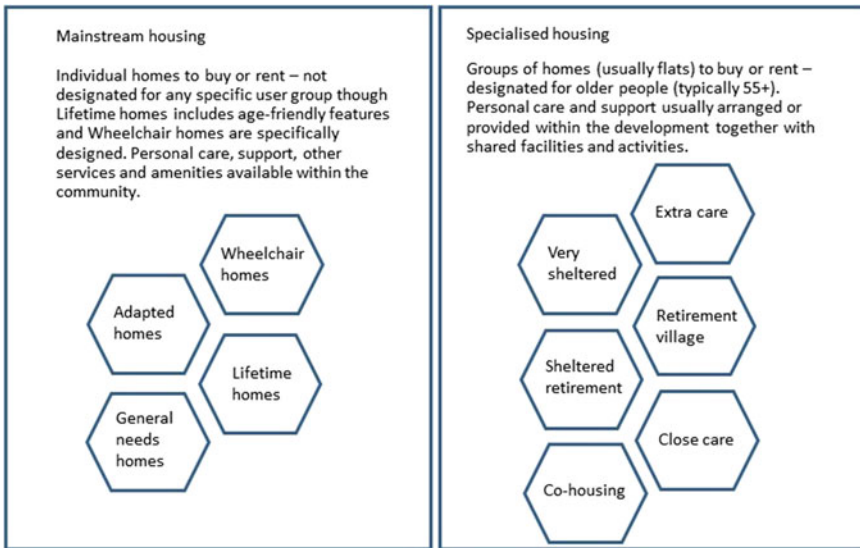 Mainstream housing
Individual homes to buy or rent – not
designated for any specific user group though
Lifetime homes includes age-friendly features
and Wheelchair homes are specifically
designed. Personal care, support, other
services and amenities available within the
community.
Wheelchair
homes
Adapted
homes
Lifetime
homes
General
needs
homes
Specialised housing
Groups of homes (usually flats) to buy or rent –
designated for older people (typically 55+).
Personal care and support usually arranged or
provided within the development together with
shared facilities and activities.
Extra care
Very
sheltered
Retirement
village
Sheltered
retirement
Close care
Co-housing